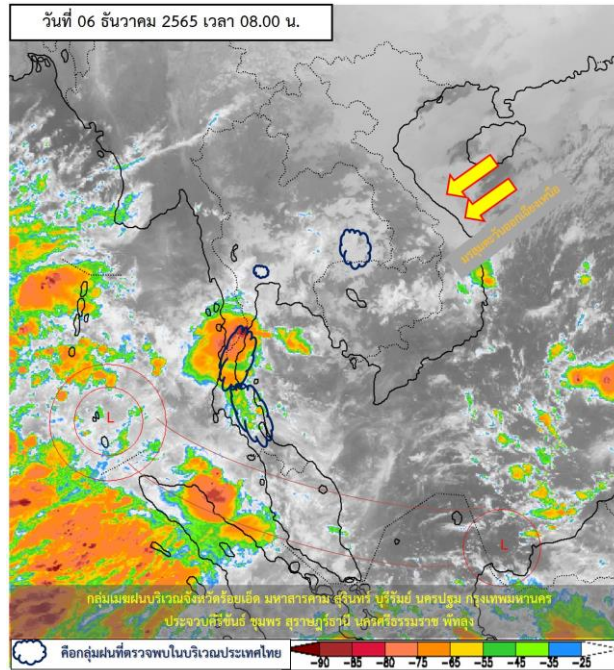 วันที่ 06 ธันวาคม 2565 เวลา 08.00 น.
มรสุมตะวันออกเฉียงเหนือ
L
L
กลุ่มเมฆฝนบริเวณจังหวัดร้อยเอ็ด มหาสารคาม สุรินทร์ บุรีรัมย์ นครปฐม กรุงเทพมหานคร
ประจวบคีรีขันธ์ ชุมพร สุราษฎร์ธานี นครศรีธรรมราช พัทลุง
คือกลุ่มฝนที่ตรวจพบในบริเวณประเทศไทย
-90 -85 -80 -75 -65 -55 -45 -35 -25